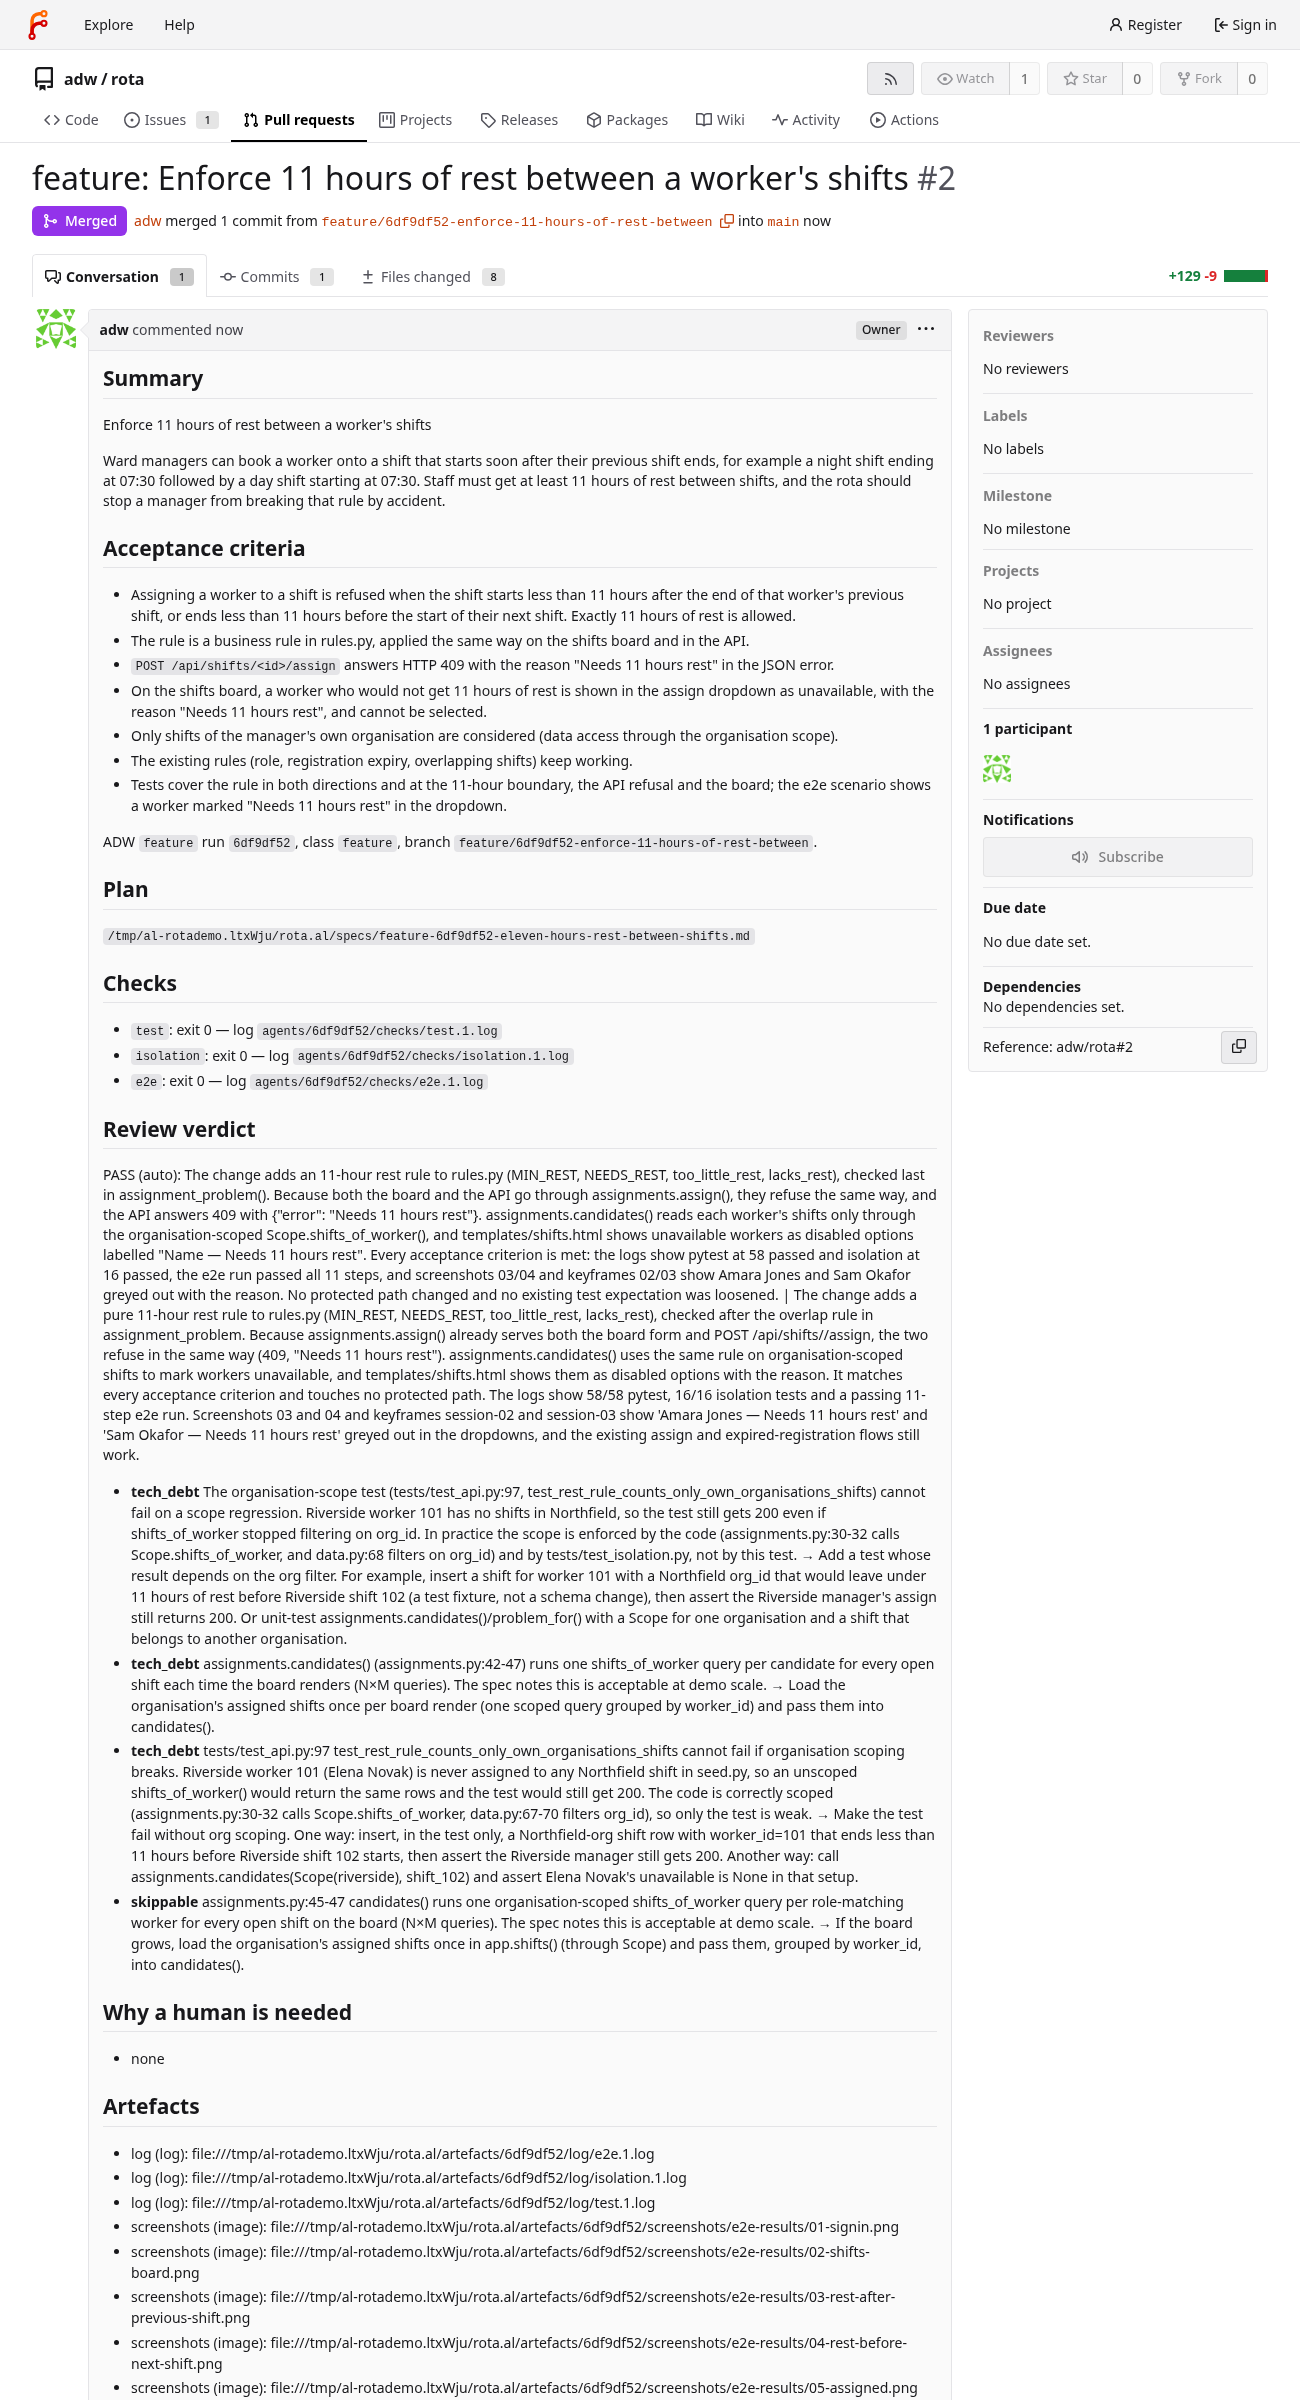 Explore
Help
Register
Sign in
adw / rota
Watch
1
Star
0
Fork
0
Code
Issues
1
Pull requests
Projects
Releases
Packages
Wiki
Activity
Actions
feature: Enforce 11 hours of rest between a worker's shifts #2
Merged
adw merged 1 commit from feature/6df9df52-enforce-11-hours-of-rest-between into main now
Conversation 1
Commits 1
Files changed 8
+129 -9
adw commented now
Owner
Summary
Enforce 11 hours of rest between a worker's shifts
Ward managers can book a worker onto a shift that starts soon after their previous shift ends, for example a night shift ending
at 07:30 followed by a day shift starting at 07:30. Staff must get at least 11 hours of rest between shifts, and the rota should
stop a manager from breaking that rule by accident.
Acceptance criteria
Assigning a worker to a shift is refused when the shift starts less than 11 hours after the end of that worker's previous
shift, or ends less than 11 hours before the start of their next shift. Exactly 11 hours of rest is allowed.
The rule is a business rule in rules.py, applied the same way on the shifts board and in the API.
POST /api/shifts/<id>/assign answers HTTP 409 with the reason "Needs 11 hours rest" in the JSON error.
On the shifts board, a worker who would not get 11 hours of rest is shown in the assign dropdown as unavailable, with the
reason "Needs 11 hours rest", and cannot be selected.
Only shifts of the manager's own organisation are considered (data access through the organisation scope).
The existing rules (role, registration expiry, overlapping shifts) keep working.
Tests cover the rule in both directions and at the 11-hour boundary, the API refusal and the board; the e2e scenario shows
a worker marked "Needs 11 hours rest" in the dropdown.
ADW feature run 6df9df52, class feature, branch feature/6df9df52-enforce-11-hours-of-rest-between.
Plan
/tmp/al-rotademo.ltxWju/rota.al/specs/feature-6df9df52-eleven-hours-rest-between-shifts.md
Checks
test: exit 0 — log agents/6df9df52/checks/test.1.log
isolation: exit 0 — log agents/6df9df52/checks/isolation.1.log
e2e: exit 0 — log agents/6df9df52/checks/e2e.1.log
Review verdict
PASS (auto): The change adds an 11-hour rest rule to rules.py (MIN_REST, NEEDS_REST, too_little_rest, lacks_rest), checked last
in assignment_problem(). Because both the board and the API go through assignments.assign(), they refuse the same way, and
the API answers 409 with {"error": "Needs 11 hours rest"}. assignments.candidates() reads each worker's shifts only through
the organisation-scoped Scope.shifts_of_worker(), and templates/shifts.html shows unavailable workers as disabled options
labelled "Name — Needs 11 hours rest". Every acceptance criterion is met: the logs show pytest at 58 passed and isolation at
16 passed, the e2e run passed all 11 steps, and screenshots 03/04 and keyframes 02/03 show Amara Jones and Sam Okafor
greyed out with the reason. No protected path changed and no existing test expectation was loosened. | The change adds a
pure 11-hour rest rule to rules.py (MIN_REST, NEEDS_REST, too_little_rest, lacks_rest), checked after the overlap rule in
assignment_problem. Because assignments.assign() already serves both the board form and POST /api/shifts//assign, the two
refuse in the same way (409, "Needs 11 hours rest"). assignments.candidates() uses the same rule on organisation-scoped
shifts to mark workers unavailable, and templates/shifts.html shows them as disabled options with the reason. It matches
every acceptance criterion and touches no protected path. The logs show 58/58 pytest, 16/16 isolation tests and a passing 11-
step e2e run. Screenshots 03 and 04 and keyframes session-02 and session-03 show 'Amara Jones — Needs 11 hours rest' and
'Sam Okafor — Needs 11 hours rest' greyed out in the dropdowns, and the existing assign and expired-registration flows still
work.
tech_debt The organisation-scope test (tests/test_api.py:97, test_rest_rule_counts_only_own_organisations_shifts) cannot
fail on a scope regression. Riverside worker 101 has no shifts in Northfield, so the test still gets 200 even if
shifts_of_worker stopped filtering on org_id. In practice the scope is enforced by the code (assignments.py:30-32 calls
Scope.shifts_of_worker, and data.py:68 filters on org_id) and by tests/test_isolation.py, not by this test. → Add a test whose
result depends on the org filter. For example, insert a shift for worker 101 with a Northfield org_id that would leave under
11 hours of rest before Riverside shift 102 (a test fixture, not a schema change), then assert the Riverside manager's assign
still returns 200. Or unit-test assignments.candidates()/problem_for() with a Scope for one organisation and a shift that
belongs to another organisation.
tech_debt assignments.candidates() (assignments.py:42-47) runs one shifts_of_worker query per candidate for every open
shift each time the board renders (N×M queries). The spec notes this is acceptable at demo scale. → Load the
organisation's assigned shifts once per board render (one scoped query grouped by worker_id) and pass them into
candidates().
tech_debt tests/test_api.py:97 test_rest_rule_counts_only_own_organisations_shifts cannot fail if organisation scoping
breaks. Riverside worker 101 (Elena Novak) is never assigned to any Northfield shift in seed.py, so an unscoped
shifts_of_worker() would return the same rows and the test would still get 200. The code is correctly scoped
(assignments.py:30-32 calls Scope.shifts_of_worker, data.py:67-70 filters org_id), so only the test is weak. → Make the test
fail without org scoping. One way: insert, in the test only, a Northfield-org shift row with worker_id=101 that ends less than
11 hours before Riverside shift 102 starts, then assert the Riverside manager still gets 200. Another way: call
assignments.candidates(Scope(riverside), shift_102) and assert Elena Novak's unavailable is None in that setup.
skippable assignments.py:45-47 candidates() runs one organisation-scoped shifts_of_worker query per role-matching
worker for every open shift on the board (N×M queries). The spec notes this is acceptable at demo scale. → If the board
grows, load the organisation's assigned shifts once in app.shifts() (through Scope) and pass them, grouped by worker_id,
into candidates().
Why a human is needed
none
Artefacts
log (log): file:///tmp/al-rotademo.ltxWju/rota.al/artefacts/6df9df52/log/e2e.1.log
log (log): file:///tmp/al-rotademo.ltxWju/rota.al/artefacts/6df9df52/log/isolation.1.log
log (log): file:///tmp/al-rotademo.ltxWju/rota.al/artefacts/6df9df52/log/test.1.log
screenshots (image): file:///tmp/al-rotademo.ltxWju/rota.al/artefacts/6df9df52/screenshots/e2e-results/01-signin.png
screenshots (image): file:///tmp/al-rotademo.ltxWju/rota.al/artefacts/6df9df52/screenshots/e2e-results/02-shifts-
board.png
screenshots (image): file:///tmp/al-rotademo.ltxWju/rota.al/artefacts/6df9df52/screenshots/e2e-results/03-rest-after-
previous-shift.png
screenshots (image): file:///tmp/al-rotademo.ltxWju/rota.al/artefacts/6df9df52/screenshots/e2e-results/04-rest-before-
next-shift.png
screenshots (image): file:///tmp/al-rotademo.ltxWju/rota.al/artefacts/6df9df52/screenshots/e2e-results/05-assigned.png
Reviewers
No reviewers
Labels
No labels
Milestone
No milestone
Projects
No project
Assignees
No assignees
1 participant
Notifications
Subscribe
Due date
No due date set.
Dependencies
No dependencies set.
Reference: adw/rota#2